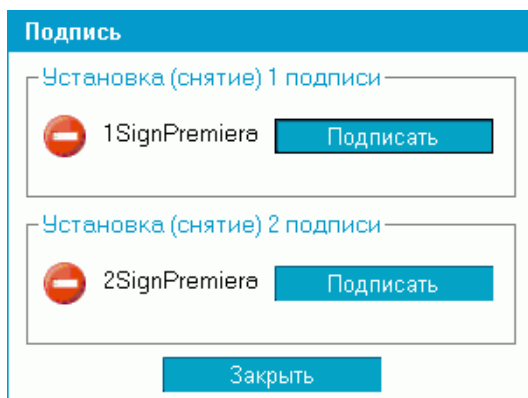 Подпись
Установка (снятие) 1 подписи
1SignPremiera Подписать
Установка (снятие) 2 подписи
2SignPremiera Подписать
Закрыть